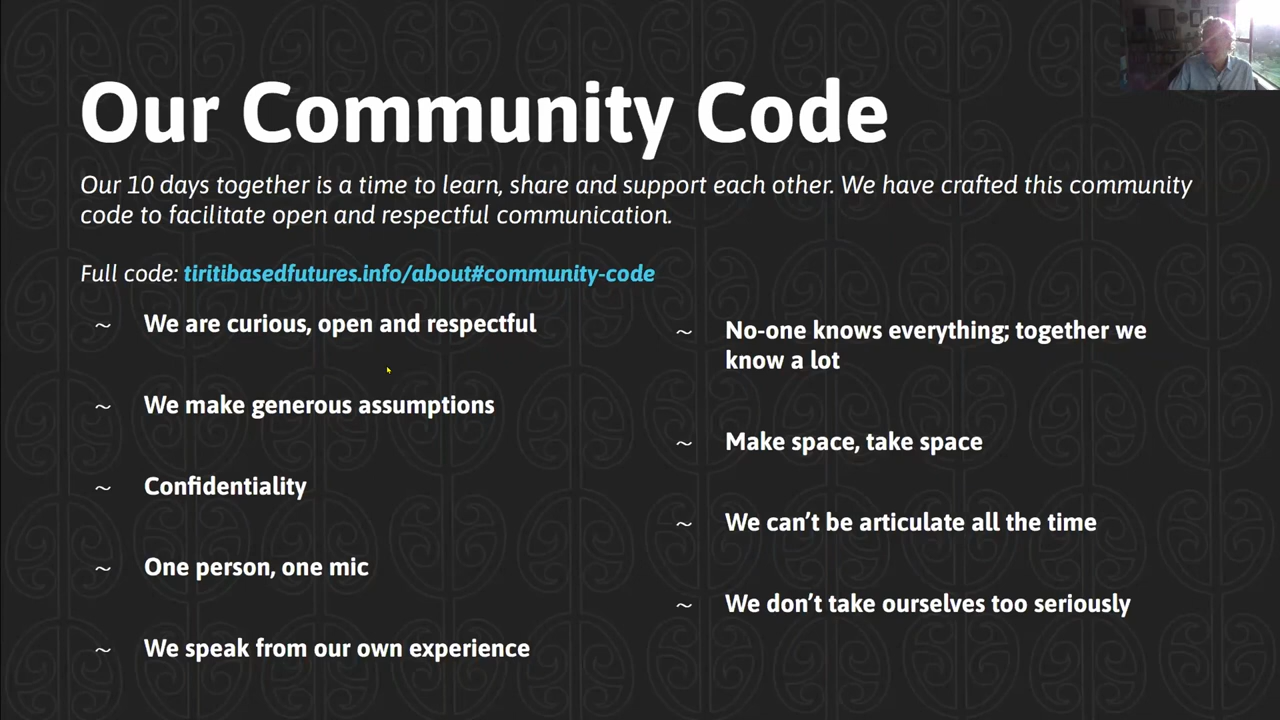 Our Community Code
Our 10 days together is a time to learn, share and support each other. We have crafted this community
code to facilitate open and respectful communication.
Full code: tiritibasedfutures.info/about#community-code
~ We are curious, open and respectful
~ We make generous assumptions
~ Confidentiality
~ One person, one mic
~ We speak from our own experience
~ No-one knows everything; together we
know a lot
~ Make space, take space
~ We can’t be articulate all the time
~ We don’t take ourselves too seriously